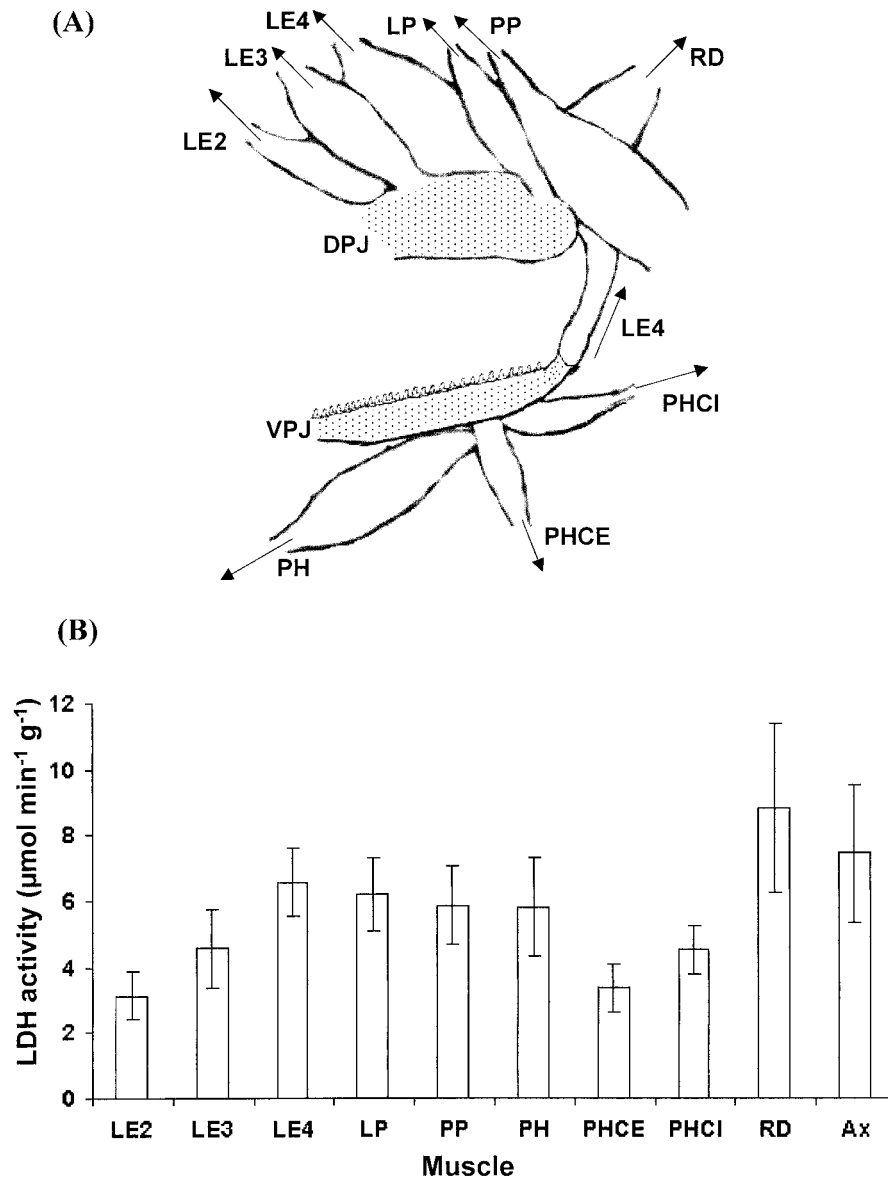 (A)
LE4
LP
PP
RD
LE3
LE2
DPJ
LE4
PHCI
VPJ
PHCE
PH
(B)
LDH activity (µmol min⁻¹ g⁻¹)
12
10
8
6
4
2
0
LE2 LE3 LE4 LP PP PH PHCE PHCI RD Ax
Muscle